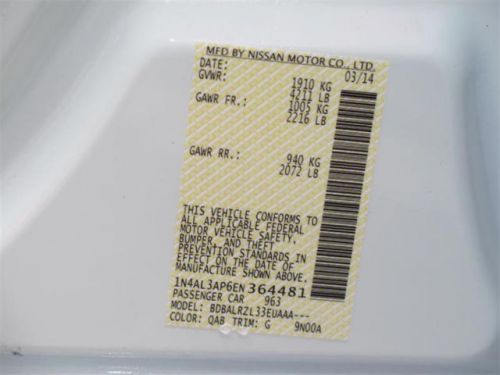 MFD BY NISSAN MOTOR CO., LTD.
DATE: 03/14
GVWR: 1910 KG
4211 LB
GAWR FR.: 1005 KG
2216 LB
GAWR RR.: 940 KG
2072 LB
THIS VEHICLE CONFORMS TO
ALL APPLICABLE FEDERAL
MOTOR VEHICLE SAFETY,
BUMPER, AND THEFT
PREVENTION STANDARDS IN
EFFECT ON THE DATE OF
MANUFACTURE SHOWN ABOVE.
1N4AL3AP6EN364481
PASSENGER CAR 963
MODEL: BDBALRZL33EUAAA---
COLOR: QAB TRIM: G 9N00A